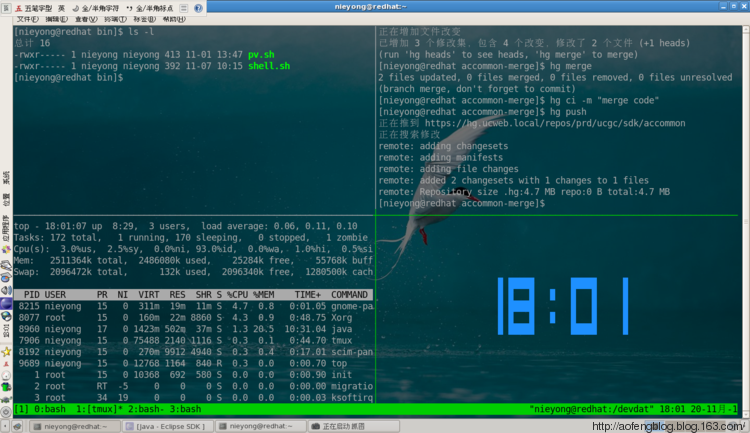 nieyong@redhat:~
五笔字型 英 全/半角字符 全/半角标点
文件(F) 编辑(E) 查看(V) 终端(T) 标签(B) 帮助(H)
[nieyong@redhat bin]$ ls -l
总计 16
-rwxr----- 1 nieyong nieyong 413 11-01 13:47 pv.sh
-rwxr----- 1 nieyong nieyong 392 11-07 10:15 shell.sh
[nieyong@redhat bin]$
正在增加文件改变
已增加 3 个修改集，包含 4 个改变，修改了 2 个文件 (+1 heads)
(run 'hg heads' to see heads, 'hg merge' to merge)
[nieyong@redhat accommon-merge]$ hg merge
2 files updated, 0 files merged, 0 files removed, 0 files unresolved
(branch merge, don't forget to commit)
[nieyong@redhat accommon-merge]$ hg ci -m "merge code"
[nieyong@redhat accommon-merge]$ hg push
正在推到 https://hg.ucweb.local/repos/prd/ucgc/sdk/accommon
正在搜索修改
remote: adding changesets
remote: adding manifests
remote: adding file changes
remote: added 2 changesets with 1 changes to 1 files
remote: Repository size .hg:4.7 MB repo:0 B total:4.7 MB
[nieyong@redhat accommon-merge]$
系统
位置
应用程序
top - 18:01:07 up  8:29,  3 users,  load average: 0.06, 0.11, 0.10
Tasks: 172 total,   1 running, 170 sleeping,   0 stopped,   1 zombie
Cpu(s):  3.0%us,  2.5%sy,  0.0%ni, 93.0%id,  0.0%wa,  1.0%hi,  0.5%si
Mem:   2511364k total,  2486080k used,    25284k free,    55768k buff
Swap:  2096472k total,      132k used,  2096340k free,  1280500k cach
PID USER      PR  NI  VIRT  RES  SHR S %CPU %MEM    TIME+  COMMAND
8215 nieyong   15   0  311m  19m  11m S  4.7  0.8   0:01.05 gnome-pa
8077 root      15   0  160m  22m 8860 S  4.3  0.9   0:48.75 Xorg
8960 nieyong   17   0 1423m 502m  37m S  1.3 20.5  10:31.04 java
7906 nieyong   15   0 75488 2140 1116 S  0.3  0.1   0:44.70 tmux
8192 nieyong   15   0  270m 9912 4940 S  0.3  0.4   0:17.01 scim-pan
9689 nieyong   15   0 12768 1164  840 R  0.3  0.0   0:00.70 top
1 root      15   0 10368  692  580 S  0.0  0.0   0:00.90 init
2 root      RT  -5     0    0    0 S  0.0  0.0   0:00.00 migratio
3 root      34  19     0    0    0 S  0.0  0.0   0:00.03 ksoftirq
18:01
[1] 0:bash  1:[tmux]* 2:bash- 3:bash
"nieyong@redhat:/devdat" 18:01 20-11月-1
nieyong@redhat:~
[java - Eclipse SDK ]
nieyong@redhat:~
正在启动 抓图
http://aofengblog.blog.163.com/